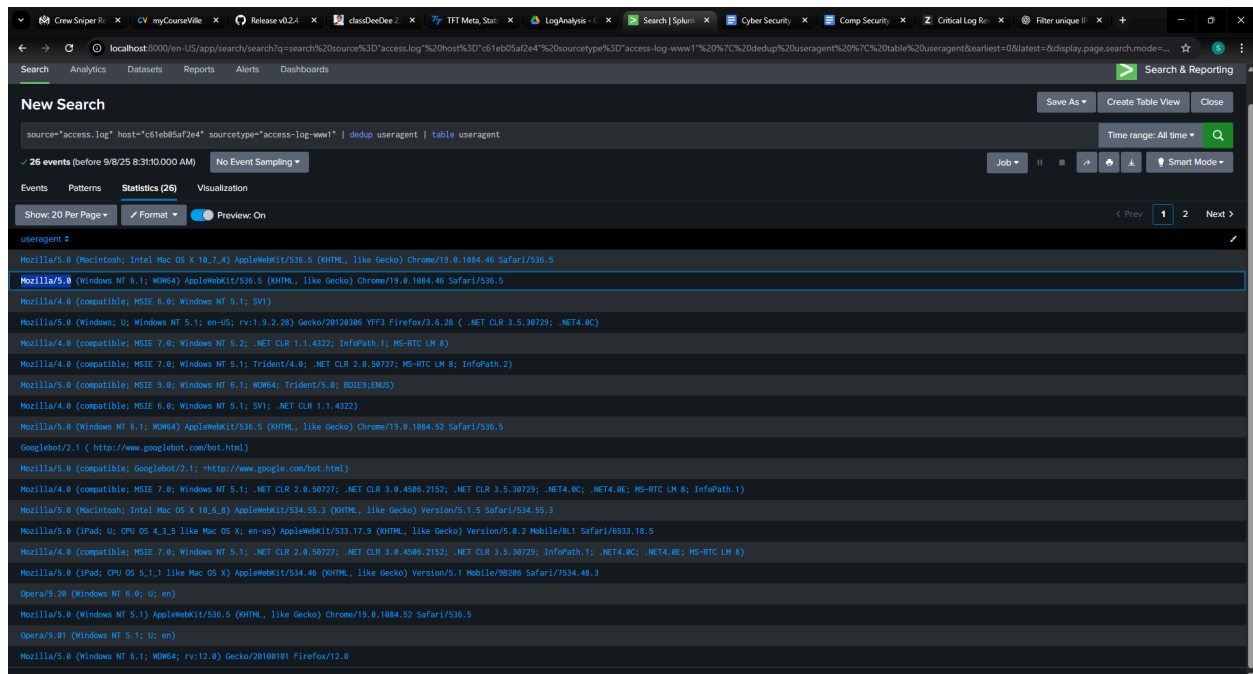 Crew Sniper Re
myCourseVille
Release v0.2.4
classDeeDee 2
TFT Meta, Stats
LogAnalysis - G
Search | Splunk
Cyber Security
Comp Security
Critical Log Re
Filter unique IP
localhost:8000/en-US/app/search/search?q=search%20source%3D"access.log"%20host%3D"c61eb05af2e4"%20sourcetype%3D"access-log-www1"%20%7C%20dedup%20useragent%20%7C%20table%20useragent&earliest=0&latest=&display.page.search.mode=...
S
Search Analytics Datasets Reports Alerts Dashboards Search & Reporting
New Search Save As Create Table View Close
source="access.log" host="c61eb05af2e4" sourcetype="access-log-www1" | dedup useragent | table useragent Time range: All time
26 events (before 9/8/25 8:31:10.000 AM) No Event Sampling Job Smart Mode
Events Patterns Statistics (26) Visualization
Show: 20 Per Page Format Preview: On < Prev 1 2 Next >
useragent
Mozilla/5.0 (Macintosh; Intel Mac OS X 10_7_4) AppleWebKit/536.5 (KHTML, like Gecko) Chrome/19.0.1084.46 Safari/536.5
Mozilla/5.0 (Windows NT 6.1; WOW64) AppleWebKit/536.5 (KHTML, like Gecko) Chrome/19.0.1084.46 Safari/536.5
Mozilla/4.0 (compatible; MSIE 6.0; Windows NT 5.1; SV1)
Mozilla/5.0 (Windows; U; Windows NT 5.1; en-US; rv:1.9.2.28) Gecko/20120306 YFF3 Firefox/3.6.28 ( .NET CLR 3.5.30729; .NET4.0C)
Mozilla/4.0 (compatible; MSIE 7.0; Windows NT 5.2; .NET CLR 1.1.4322; InfoPath.1; MS-RTC LM 8)
Mozilla/4.0 (compatible; MSIE 7.0; Windows NT 5.1; Trident/4.0; .NET CLR 2.0.50727; MS-RTC LM 8; InfoPath.2)
Mozilla/5.0 (compatible; MSIE 9.0; Windows NT 6.1; WOW64; Trident/5.0; BOIE9;ENUS)
Mozilla/4.0 (compatible; MSIE 6.0; Windows NT 5.1; SV1; .NET CLR 1.1.4322)
Mozilla/5.0 (Windows NT 6.1; WOW64) AppleWebKit/536.5 (KHTML, like Gecko) Chrome/19.0.1084.52 Safari/536.5
Googlebot/2.1 ( http://www.googlebot.com/bot.html)
Mozilla/5.0 (compatible; Googlebot/2.1; +http://www.google.com/bot.html)
Mozilla/4.0 (compatible; MSIE 7.0; Windows NT 5.1; .NET CLR 2.0.50727; .NET CLR 3.0.4506.2152; .NET CLR 3.5.30729; .NET4.0C; .NET4.0E; MS-RTC LM 8; InfoPath.1)
Mozilla/5.0 (Macintosh; Intel Mac OS X 10_6_8) AppleWebKit/534.55.3 (KHTML, like Gecko) Version/5.1.5 Safari/534.55.3
Mozilla/5.0 (iPad; U; CPU OS 4_3_5 like Mac OS X; en-us) AppleWebKit/533.17.9 (KHTML, like Gecko) Version/5.0.2 Mobile/8L1 Safari/6533.18.5
Mozilla/4.0 (compatible; MSIE 7.0; Windows NT 5.1; .NET CLR 2.0.50727; .NET CLR 3.0.4506.2152; .NET CLR 3.5.30729; InfoPath.1; .NET4.0C; .NET4.0E; MS-RTC LM 8)
Mozilla/5.0 (iPad; CPU OS 5_1_1 like Mac OS X) AppleWebKit/534.46 (KHTML, like Gecko) Version/5.1 Mobile/9B206 Safari/7534.48.3
Opera/9.20 (Windows NT 6.0; U; en)
Mozilla/5.0 (Windows NT 5.1) AppleWebKit/536.5 (KHTML, like Gecko) Chrome/19.0.1084.52 Safari/536.5
Opera/9.01 (Windows NT 5.1; U; en)
Mozilla/5.0 (Windows NT 6.1; WOW64; rv:12.0) Gecko/20100101 Firefox/12.0